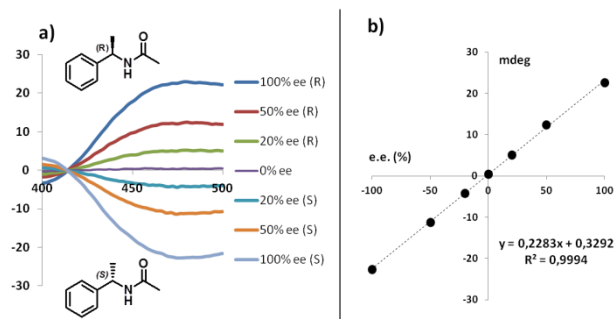 a)
30
20
10
0
-10
-20
-30
400
450
500
(R)
O
N
H
100% ee (R)
50% ee (R)
20% ee (R)
0% ee
20% ee (S)
50% ee (S)
100% ee (S)
(S)
O
N
H
b)
30
mdeg
20
10
e.e. (%)
0
-100
-50
0
50
100
-10
-20
-30
y = 0,2283x + 0,3292
R² = 0,9994